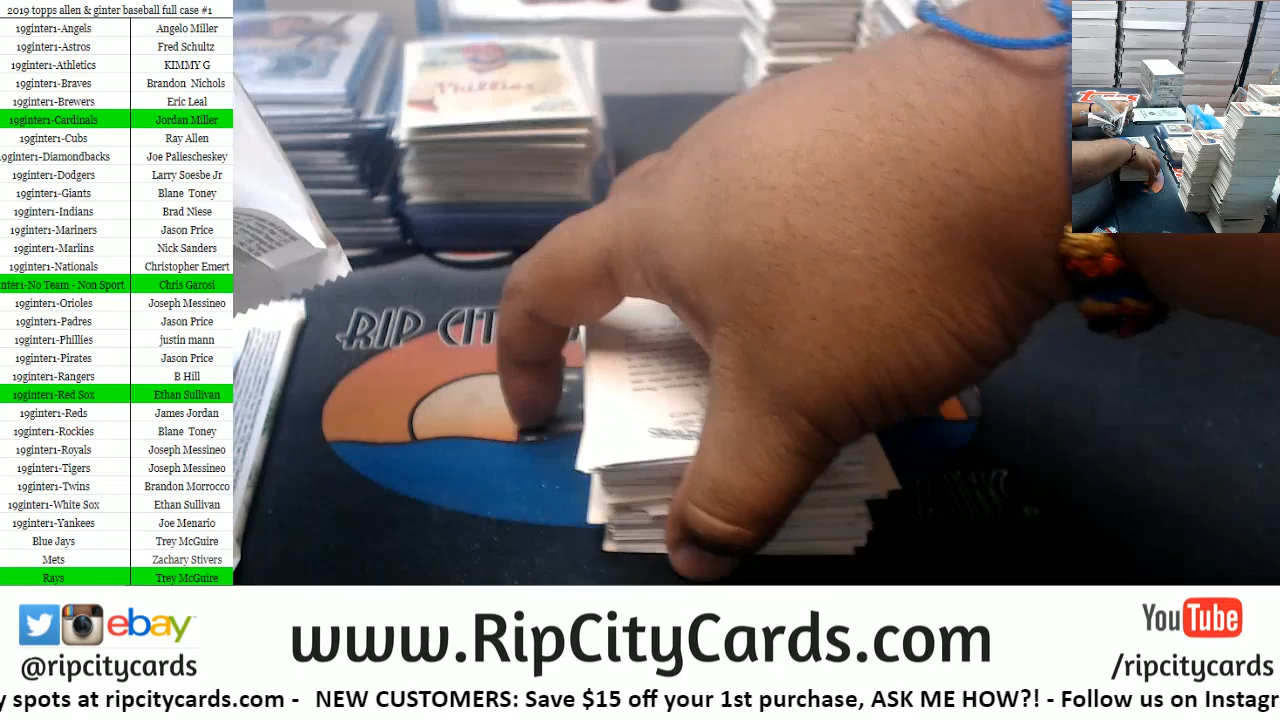 2019 topps allen & ginter baseball full case #1
19ginter1-Angels Angelo Miller
19ginter1-Astros Fred Schultz
19ginter1-Athletics KIMMY G
19ginter1-Braves Brandon Nichols
19ginter1-Brewers Eric Leal
19ginter1-Cardinals Jordan Miller
19ginter1-Cubs Ray Allen
9ginter1-Diamondbacks Joe Paliescheskey
19ginter1-Dodgers Larry Soesbe Jr
19ginter1-Giants Blane Toney
19ginter1-Indians Brad Niese
19ginter1-Mariners Jason Price
19ginter1-Marlins Nick Sanders
19ginter1-Nationals Christopher Emert
nter1-No Team - Non Sport Chris Garosi
19ginter1-Orioles Joseph Messineo
19ginter1-Padres Jason Price
19ginter1-Phillies justin mann
19ginter1-Pirates Jason Price
19ginter1-Rangers B Hill
19ginter1-Red Sox Ethan Sullivan
19ginter1-Reds James Jordan
19ginter1-Rockies Blane Toney
19ginter1-Royals Joseph Messineo
19ginter1-Tigers Joseph Messineo
19ginter1-Twins Brandon Morrocco
19ginter1-White Sox Ethan Sullivan
19ginter1-Yankees Joe Menario
Blue Jays Trey McGuire
Mets Zachary Stivers
Rays Trey McGuire
Phillies
RIP CIT
ebay
@ripcitycards
www.RipCityCards.com
YouTube
/ripcitycards
y spots at ripcitycards.com - NEW CUSTOMERS: Save $15 off your 1st purchase, ASK ME HOW?! - Follow us on Instagr